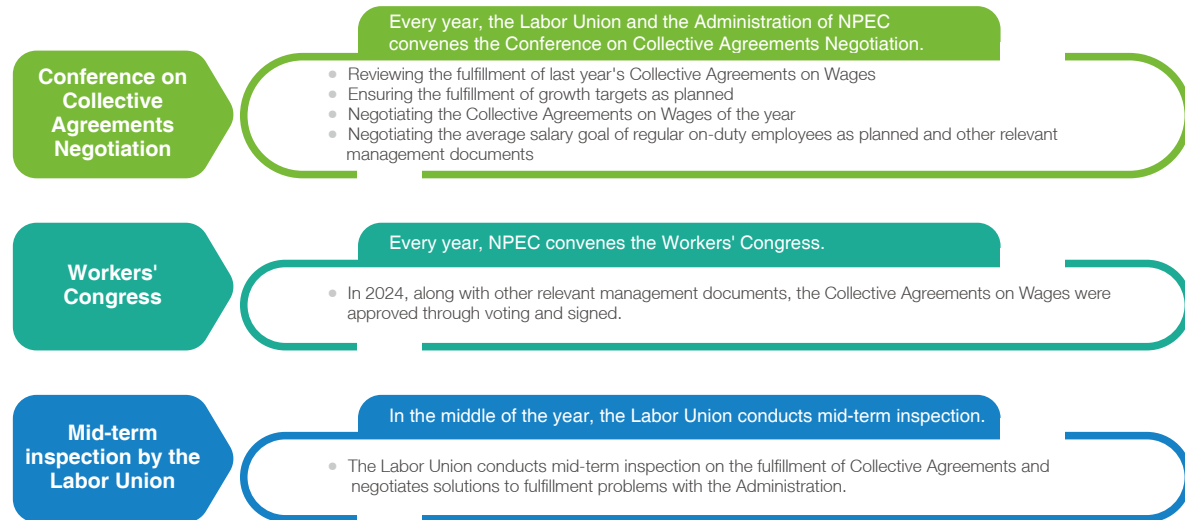 Conference on
Collective
Agreements
Negotiation
Every year, the Labor Union and the Administration of NPEC
convenes the Conference on Collective Agreements Negotiation.
Reviewing the fulfillment of last year's Collective Agreements on Wages
Ensuring the fulfillment of growth targets as planned
Negotiating the Collective Agreements on Wages of the year
Negotiating the average salary goal of regular on-duty employees as planned and other relevant
management documents
Workers'
Congress
Every year, NPEC convenes the Workers' Congress.
In 2024, along with other relevant management documents, the Collective Agreements on Wages were
approved through voting and signed.
Mid-term
inspection by the
Labor Union
In the middle of the year, the Labor Union conducts mid-term inspection.
The Labor Union conducts mid-term inspection on the fulfillment of Collective Agreements and
negotiates solutions to fulfillment problems with the Administration.